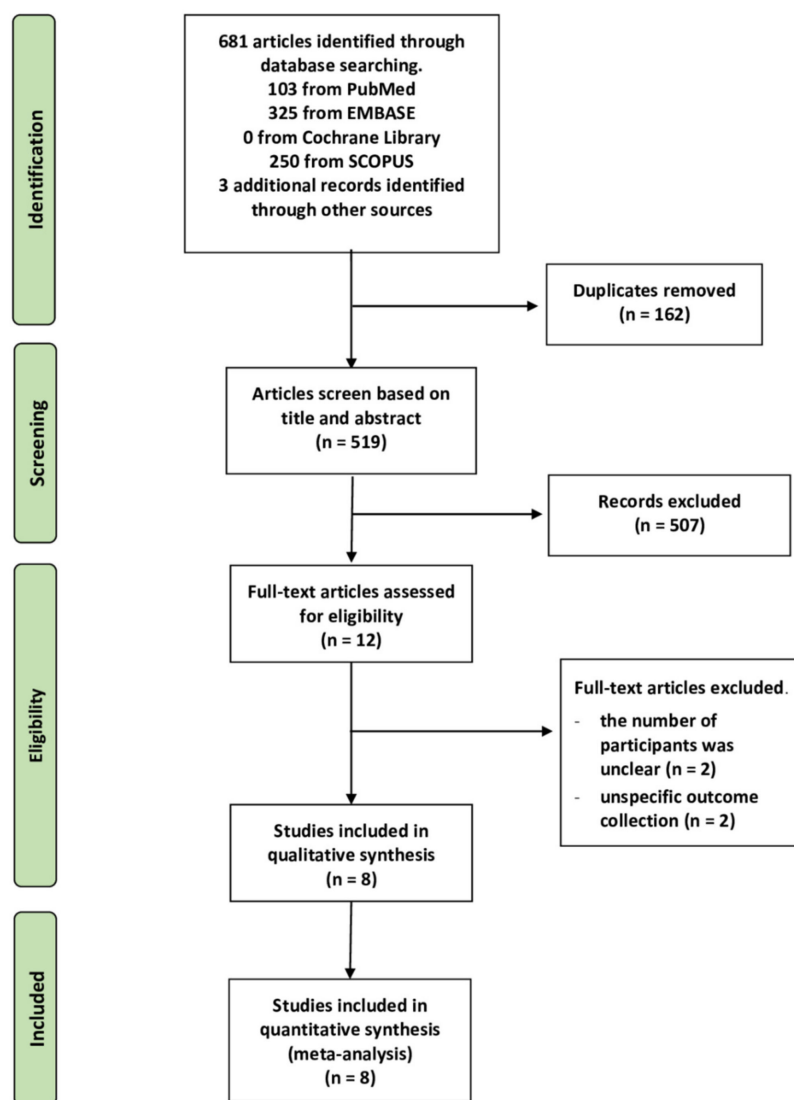 Identification
681 articles identified through
database searching.
103 from PubMed
325 from EMBASE
0 from Cochrane Library
250 from SCOPUS
3 additional records identified
through other sources
Duplicates removed
(n = 162)
Screening
Articles screen based on
title and abstract
(n = 519)
Records excluded
(n = 507)
Eligibility
Full-text articles assessed
for eligibility
(n = 12)
Full-text articles excluded.
- the number of
participants was
unclear (n = 2)
- unspecific outcome
collection (n = 2)
Studies included in
qualitative synthesis
(n = 8)
Included
Studies included in
quantitative synthesis
(meta-analysis)
(n = 8)